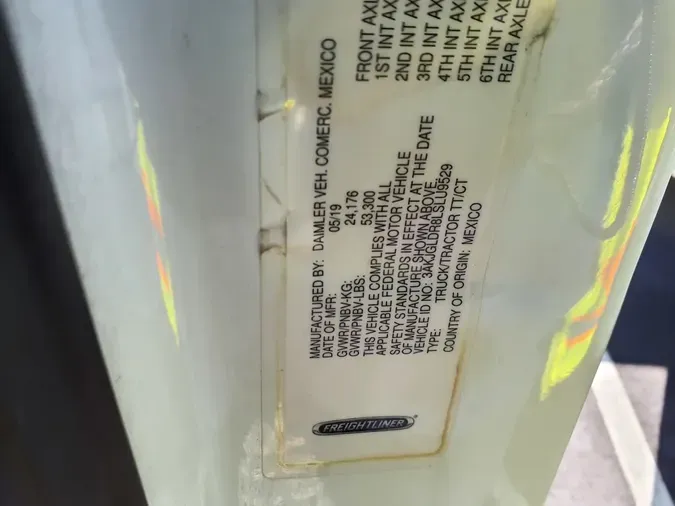 MANUFACTURED BY: DAIMLER VEH. COMERC. MEXICO
DATE OF MFR: 05/19
GVWR/PNBV-KG: 24,176
GVWR/PNBV-LBS: 53,300
THIS VEHICLE COMPLIES WITH ALL
APPLICABLE FEDERAL MOTOR VEHICLE
SAFETY STANDARDS IN EFFECT AT THE DATE
OF MANUFACTURE SHOWN ABOVE
VEHICLE ID NO: 3AKJGLDR8LSLU9529
TYPE: TRUCK/TRACTOR TT/CT
COUNTRY OF ORIGIN: MEXICO
FRONT AXL
1ST INT AX
2ND INT AX
3RD INT AX
4TH INT AX
5TH INT AX
6TH INT AX
REAR AXLE
FREIGHTLINER